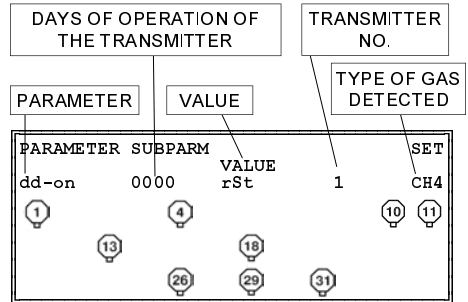 DAYS OF OPERATION OF
THE TRANSMITTER
TRANSMITTER
NO.
TYPE OF GAS
DETECTED
PARAMETER
VALUE
PARAMETER SUBPARM SET
VALUE
dd-on 0000 rSt 1 CH4
1 4 10 11
13 18
26 29 31